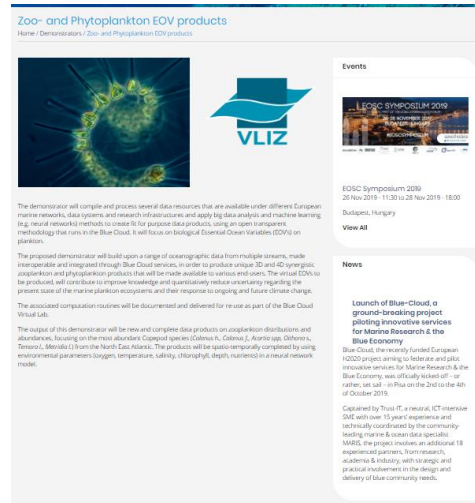 Zoo- and Phytoplankton EOV products
Home / Demonstrators / Zoo- and Phytoplankton EOV products
VLIZ
The demonstrator will compile and process several data resources that are available under different European
marine networks, data systems and research infrastructures and apply big data analysis and machine learning
(e.g. neural networks) methods to create fit for purpose data products, using an open transparent
methodology that runs in the Blue Cloud. It will focus on biological Essential Ocean Variables (EOVs) on
plankton.
The proposed demonstrator will build upon a range of oceanographic data from multiple streams, made
interoperable and integrated through Blue Cloud services, in order to produce unique 3D and 4D synergistic
zooplankton and phytoplankton products that will be made available to various end-users. The virtual EOVs to
be produced, will contribute to improve knowledge and quantitatively reduce uncertainty regarding the
present state of the marine plankton ecosystems and their response to ongoing and future climate change.
The associated computation routines will be documented and delivered for re-use as part of the Blue Cloud
Virtual Lab.
The output of this demonstrator will be new and complete data products on zooplankton distributions and
abundances, focusing on the most abundant Copepod species (Calanus h., Calanus f., Acartia spp, Oithona s.,
Temora l., Metridia l.) from the North East Atlantic. The products will be spatio-temporally completed by using
environmental parameters (oxygen, temperature, salinity, chlorophyll, depth, nutrients) in a neural network
model.
Events
EOSC SYMPOSIUM 2019
26-28 NOVEMBER 2019
BUDAPEST, HUNGARY
#EOSCSYMPOSIUM
EOSC Symposium 2019
26 Nov 2019 - 11:30 to 28 Nov 2019 - 18:00
Budapest, Hungary
View All
News
Launch of Blue-Cloud, a
ground-breaking project
piloting innovative services
for Marine Research & the
Blue Economy
Blue-Cloud, the recently funded European
H2020 project aiming to federate and pilot
innovative services for Marine Research & the
Blue Economy, was officially kicked-off - or
rather, set sail - in Pisa on the 2nd to the 4th
of October 2019.
Captained by Trust-IT, a neutral, ICT-intensive
SME with over 15 years' experience and
technically coordinated by the community-
leading marine & ocean data specialist
MARIS, the project involves an additional 18
experienced partners, from research,
academia & industry, with strategic and
practical involvement in the design and
delivery of blue community needs.